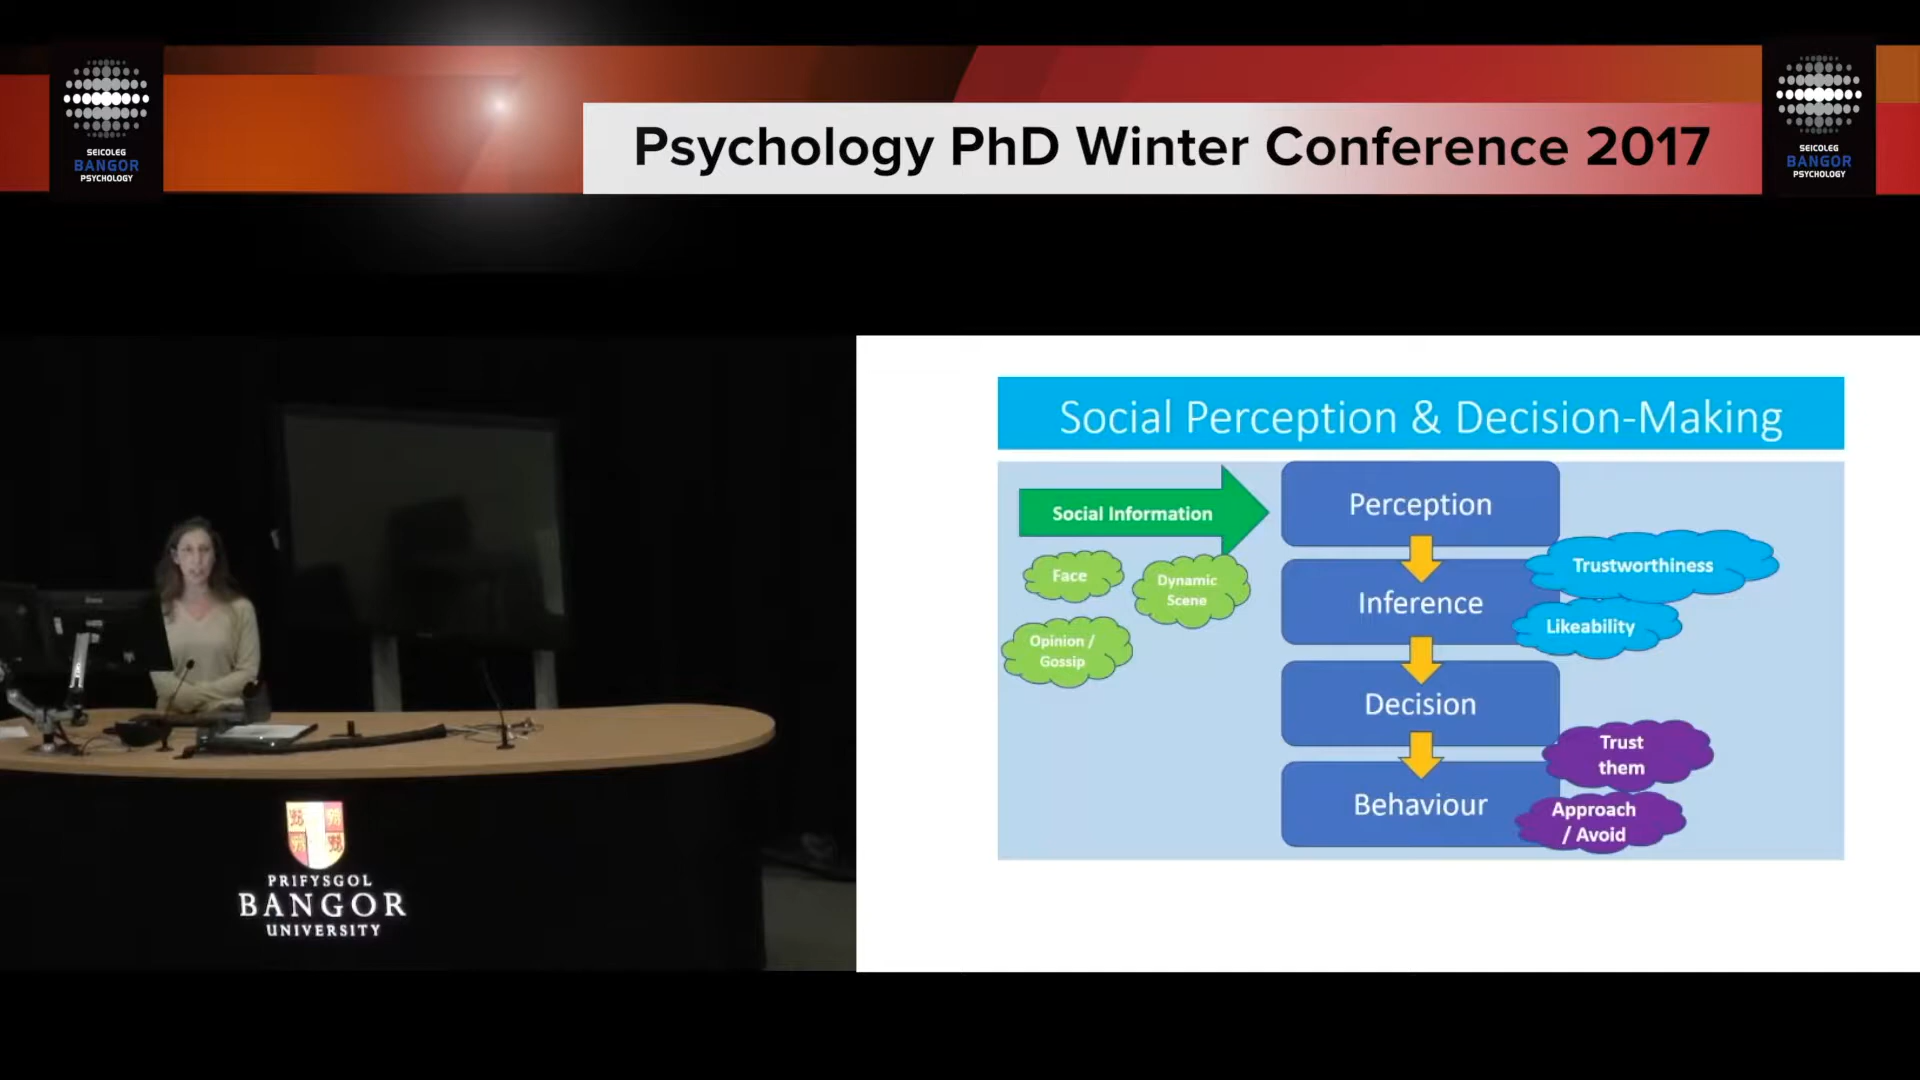 SEICOLEG
BANGOR
PSYCHOLOGY
Psychology PhD Winter Conference 2017
SEICOLEG
BANGOR
PSYCHOLOGY
Social Perception & Decision-Making
Social Information
Face
Dynamic
Scene
Opinion /
Gossip
Perception
Inference
Decision
Behaviour
Trustworthiness
Likeability
Trust
them
Approach
/ Avoid
PRIFYSGOL
BANGOR
UNIVERSITY